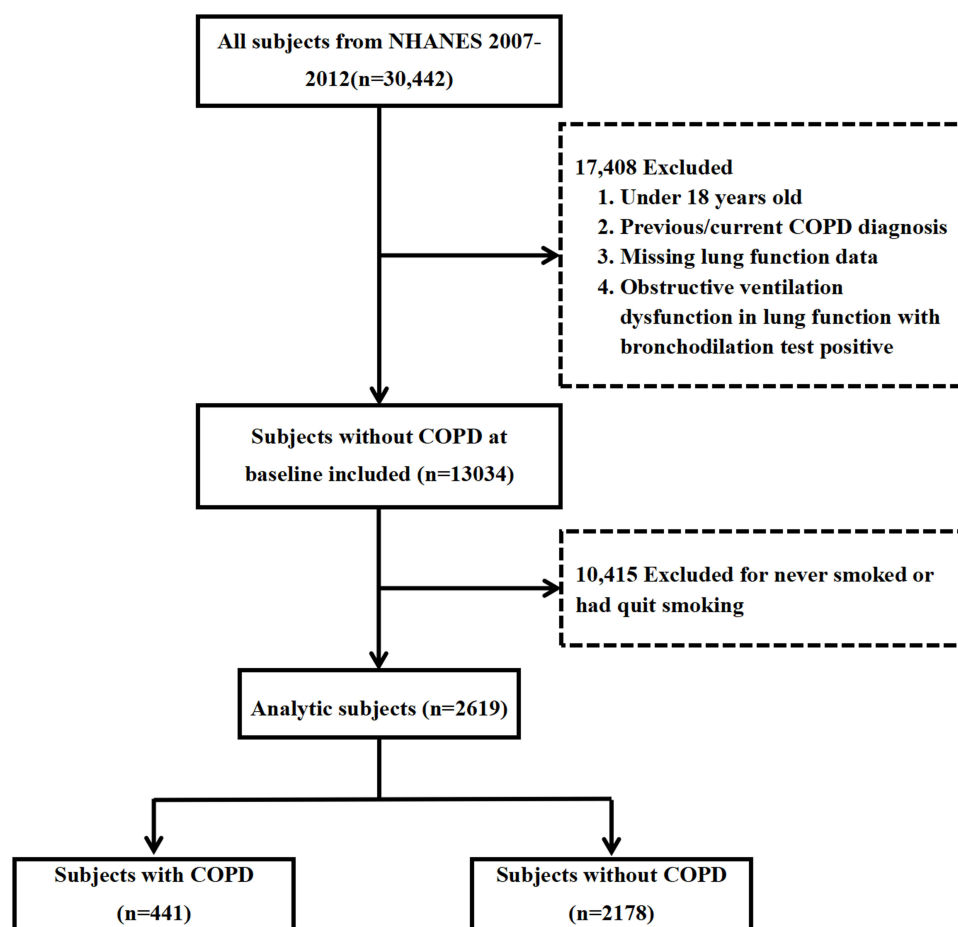 All subjects from NHANES 2007-
2012(n=30,442)
17,408 Excluded
1. Under 18 years old
2. Previous/current COPD diagnosis
3. Missing lung function data
4. Obstructive ventilation
dysfunction in lung function with
bronchodilation test positive
Subjects without COPD at
baseline included (n=13034)
10,415 Excluded for never smoked or
had quit smoking
Analytic subjects (n=2619)
Subjects with COPD
(n=441)
Subjects without COPD
(n=2178)